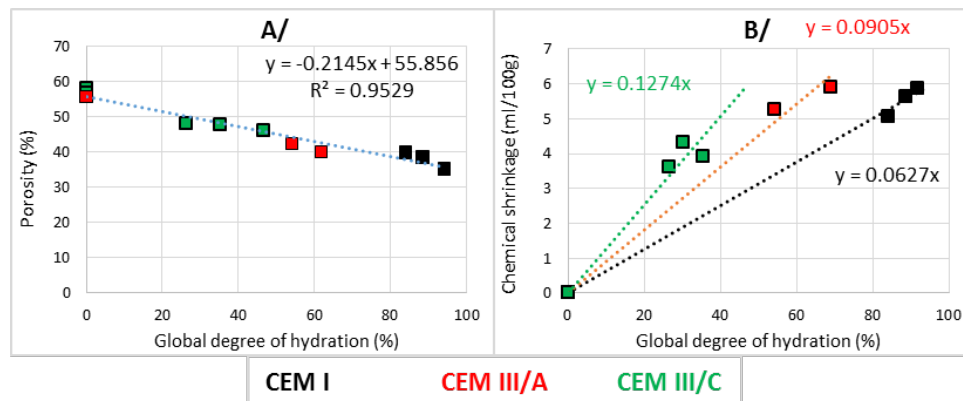 A/
y = -0.2145x + 55.856
R² = 0.9529
70
60
50
40
30
20
10
0
Porosity (%)
0 20 40 60 80 100
Global degree of hydration (%)
B/
y = 0.0905x
y = 0.1274x
y = 0.0627x
7
6
5
4
3
2
1
0
Chemical shrinkage (ml/100g)
0 20 40 60 80 100
Global degree of hydration (%)
CEM I CEM III/A CEM III/C